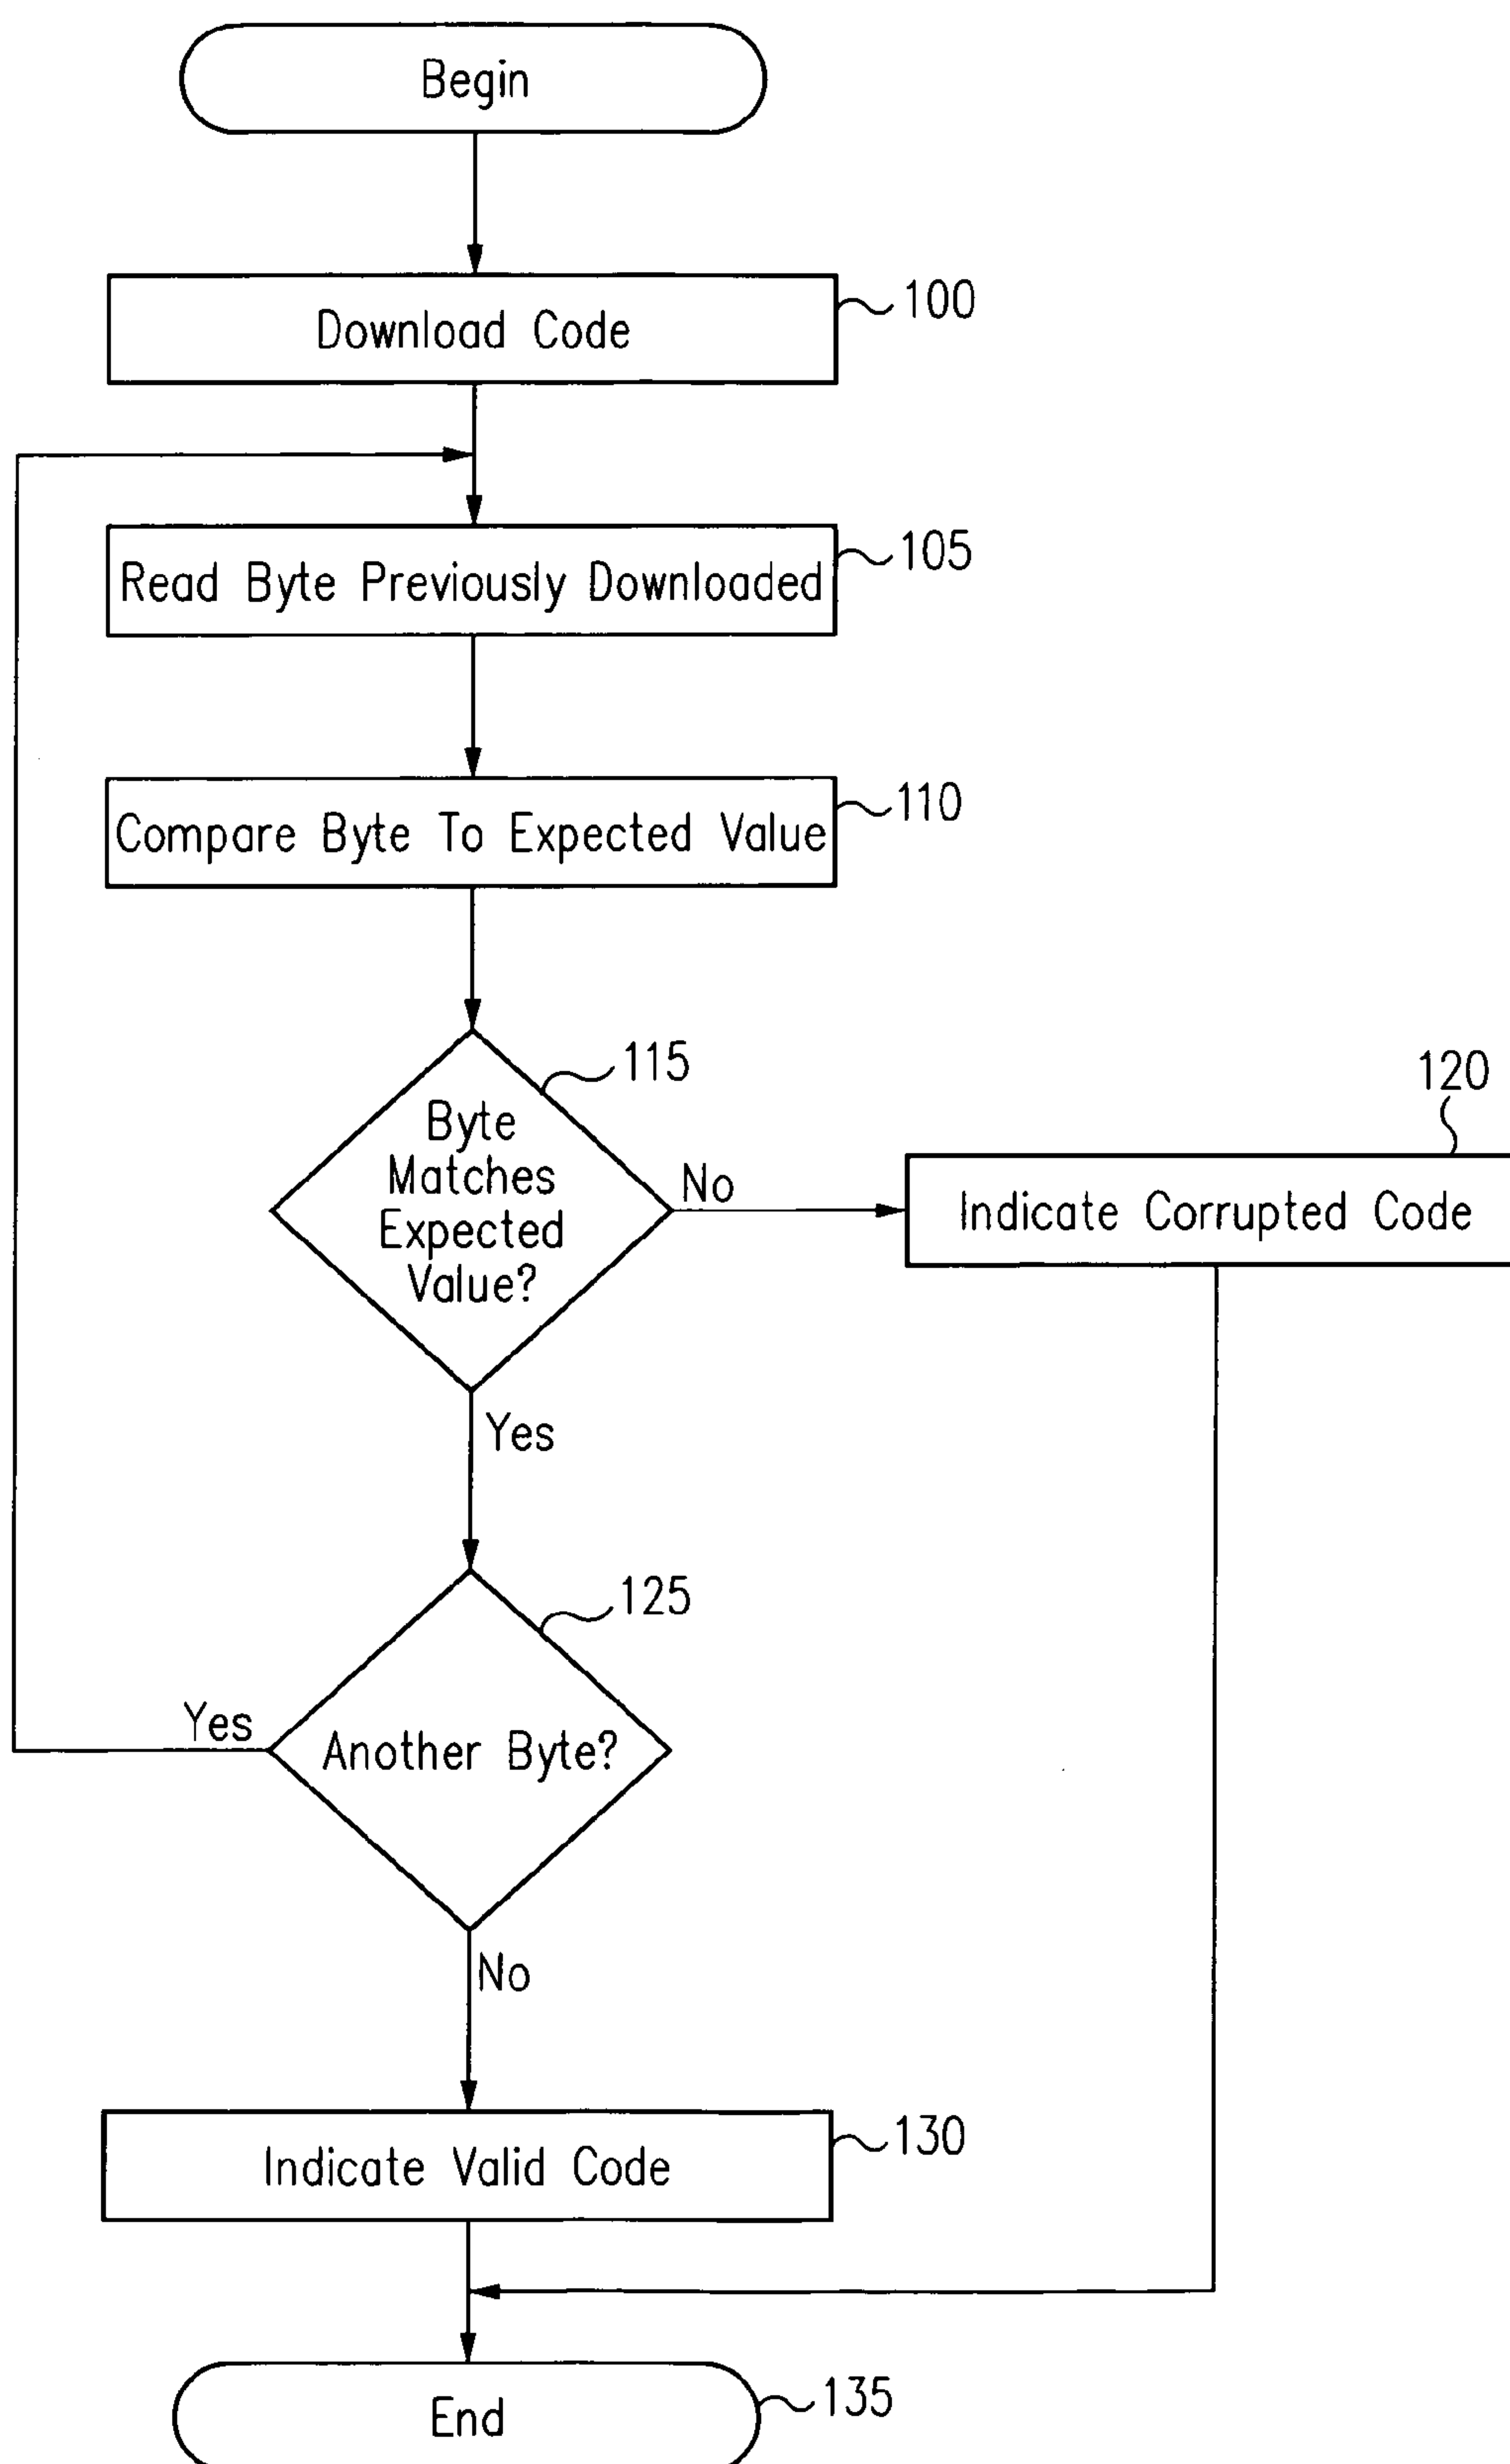 Begin
Download Code
100
Read Byte Previously Downloaded
105
Compare Byte To Expected Value
110
115
Byte
Matches
Expected
Value?
No
120
Indicate Corrupted Code
Yes
125
Another Byte?
Yes
No
Indicate Valid Code
130
End
135